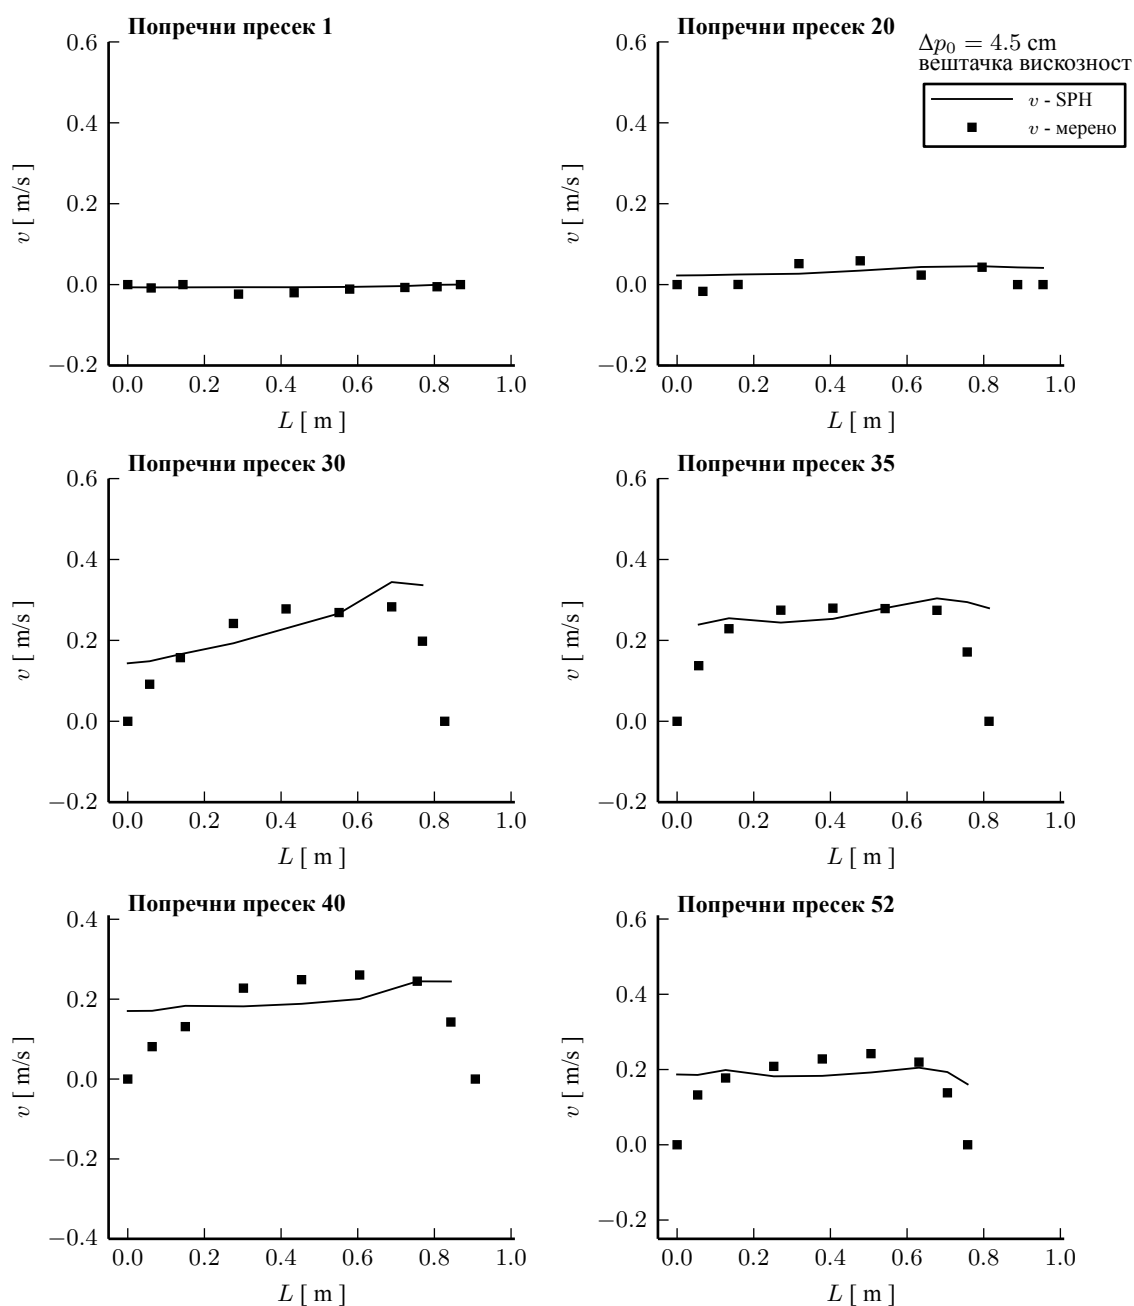 Попречни пресек 1
0.6
0.4
0.2
0.0
−0.2
v [ m/s ]
0.0 0.2 0.4 0.6 0.8 1.0
L [ m ]
Попречни пресек 20
Δp₀ = 4.5 cm
вештачка вискозност
v - SPH
v - мерено
0.6
0.4
0.2
0.0
−0.2
v [ m/s ]
0.0 0.2 0.4 0.6 0.8 1.0
L [ m ]
Попречни пресек 30
0.6
0.4
0.2
0.0
−0.2
v [ m/s ]
0.0 0.2 0.4 0.6 0.8 1.0
L [ m ]
Попречни пресек 35
0.6
0.4
0.2
0.0
−0.2
v [ m/s ]
0.0 0.2 0.4 0.6 0.8 1.0
L [ m ]
Попречни пресек 40
0.4
0.2
0.0
−0.2
−0.4
v [ m/s ]
0.0 0.2 0.4 0.6 0.8 1.0
L [ m ]
Попречни пресек 52
0.6
0.4
0.2
0.0
−0.2
v [ m/s ]
0.0 0.2 0.4 0.6 0.8 1.0
L [ m ]